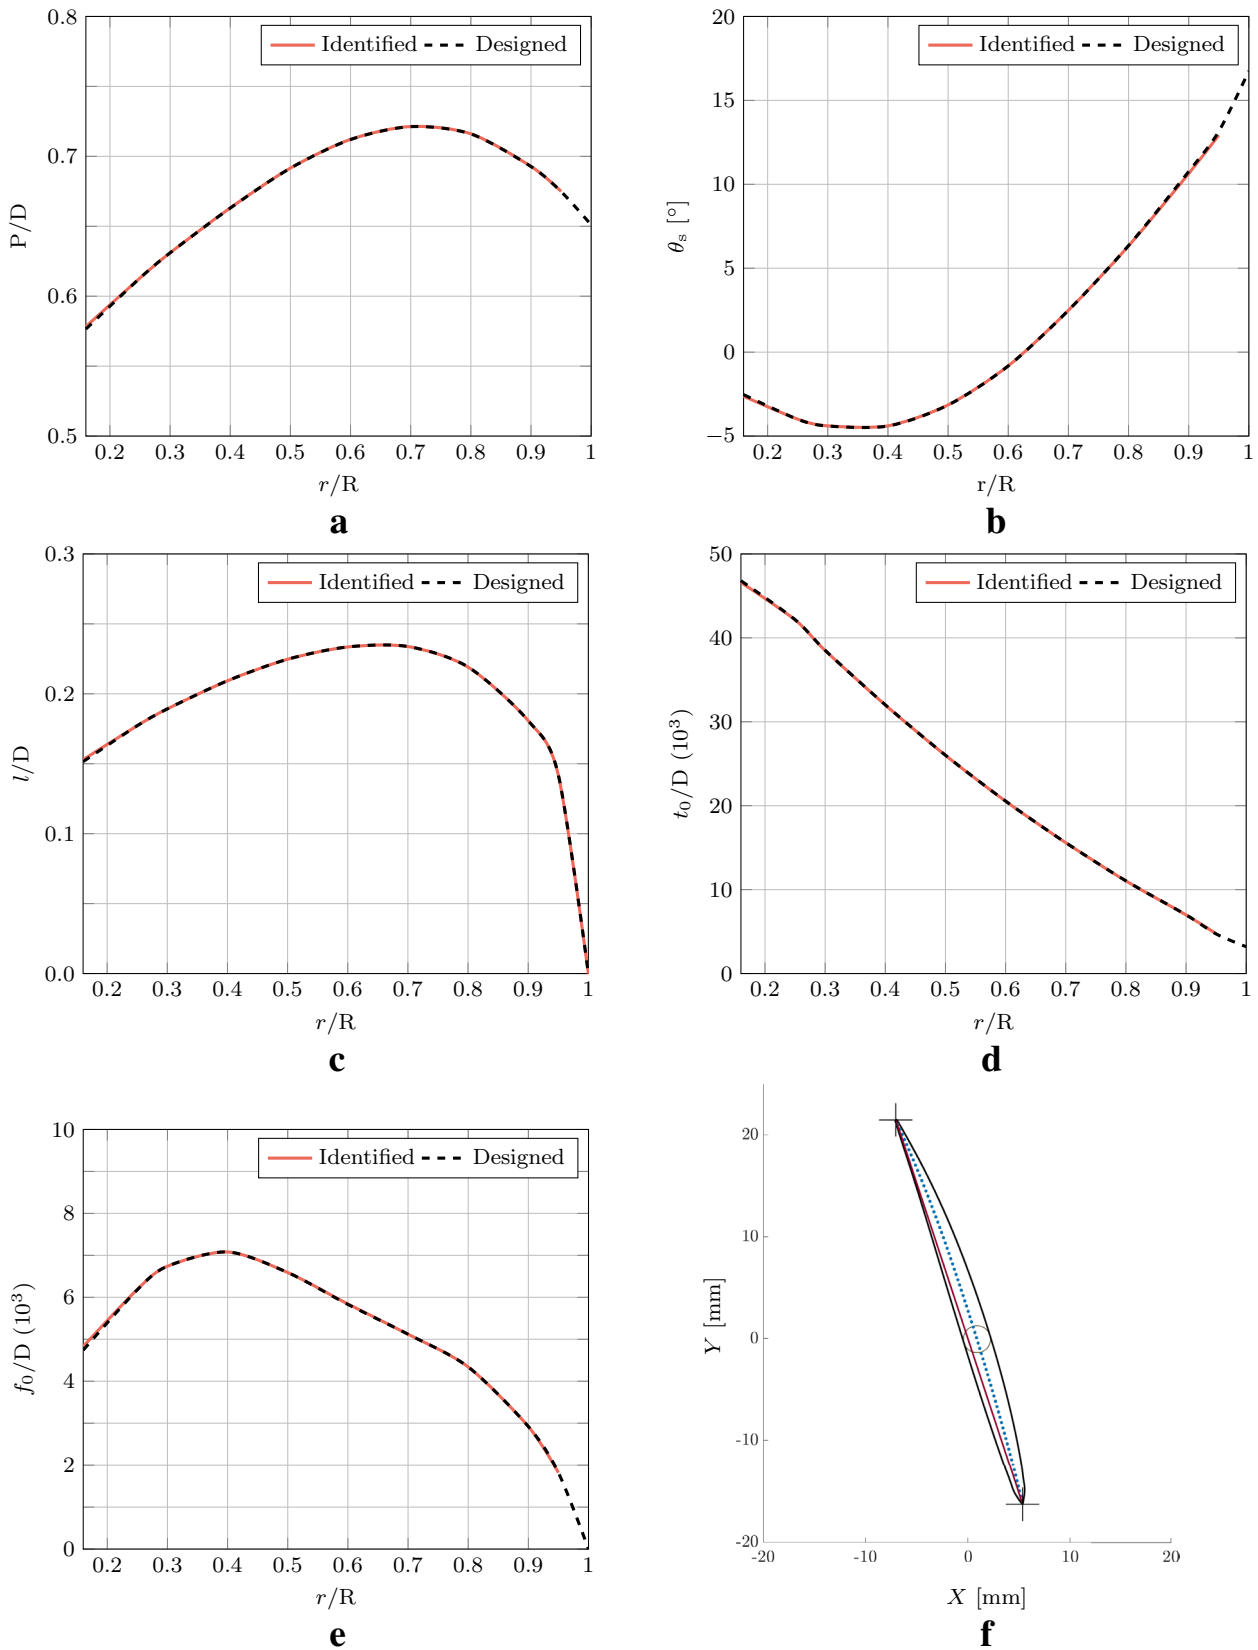 0.8
0.7
0.6
0.5
P/D
Identified Designed
0.2 0.3 0.4 0.5 0.6 0.7 0.8 0.9 1
r/R
a
20
15
10
5
0
−5
θs [°]
Identified Designed
0.2 0.3 0.4 0.5 0.6 0.7 0.8 0.9 1
r/R
b
0.3
0.2
0.1
0.0
l/D
Identified Designed
0.2 0.3 0.4 0.5 0.6 0.7 0.8 0.9 1
r/R
c
50
40
30
20
10
0
t₀/D (10³)
Identified Designed
0.2 0.3 0.4 0.5 0.6 0.7 0.8 0.9 1
r/R
d
10
8
6
4
2
0
f₀/D (10³)
Identified Designed
0.2 0.3 0.4 0.5 0.6 0.7 0.8 0.9 1
r/R
e
20
10
0
-10
-20
Y [mm]
-20 -10 0 10 20
X [mm]
f